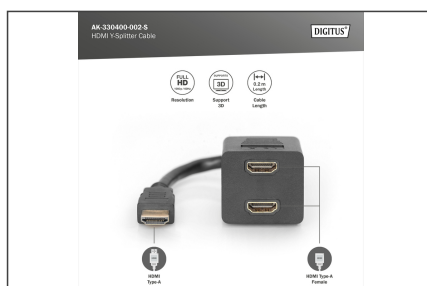 AK-330400-002-S
HDMI Y-Splitter Cable
DIGITUS®
FULL
HD
SUPPORTS
3D
0.2 m
Length
Resolution
Support
3D
Cable
Length
HDMI
Type-A
HDMI Type-A
Female